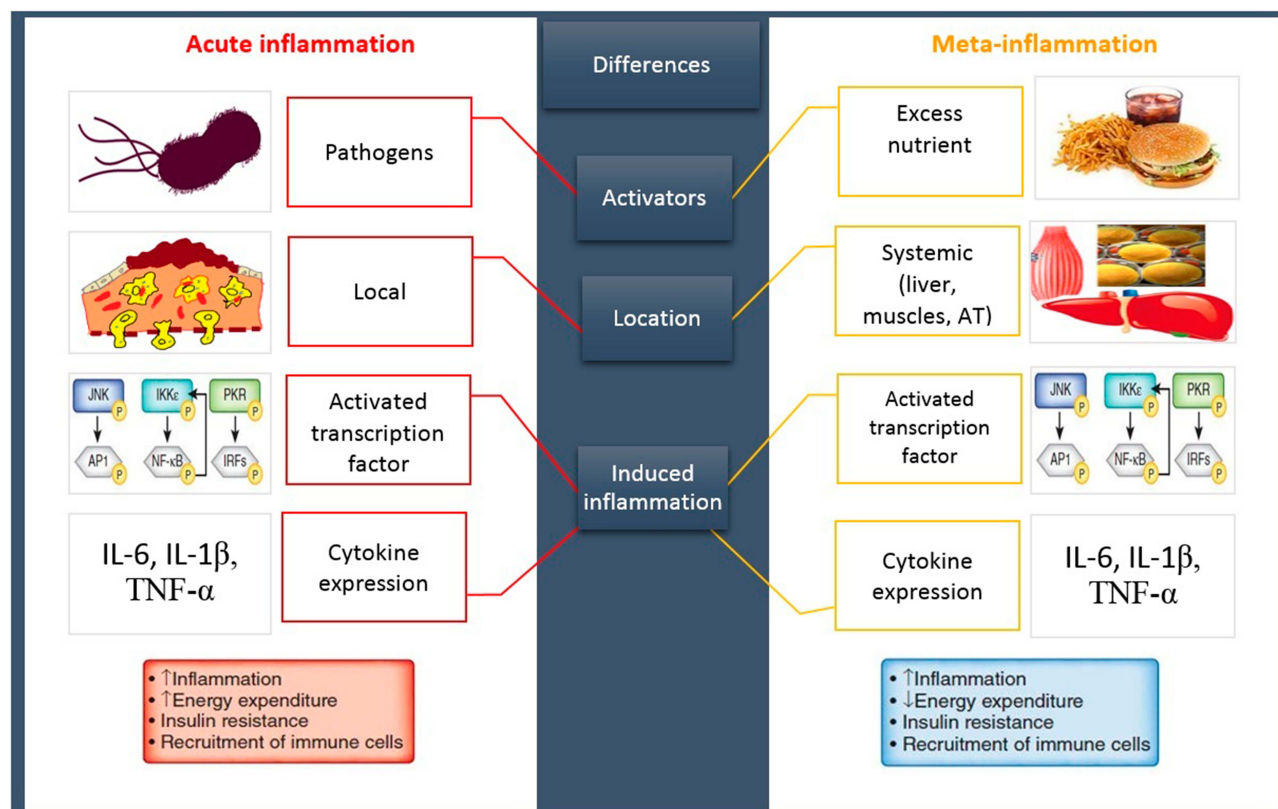 Acute inflammation
Differences
Meta-inflammation
Pathogens
Activators
Excess
nutrient
Local
Location
Systemic
(liver,
muscles, AT)
JNK
P
IKKε
P
PKR
P
AP1
P
NF-κB
P
IRFs
P
Activated
transcription
factor
Induced
inflammation
Activated
transcription
factor
JNK
P
IKKε
P
PKR
P
AP1
P
NF-κB
P
IRFs
P
IL-6, IL-1β,
TNF-α
Cytokine
expression
Cytokine
expression
IL-6, IL-1β,
TNF-α
• ↑Inflammation
• ↑Energy expenditure
• Insulin resistance
• Recruitment of immune cells
• ↑Inflammation
• ↓Energy expenditure
• Insulin resistance
• Recruitment of immune cells